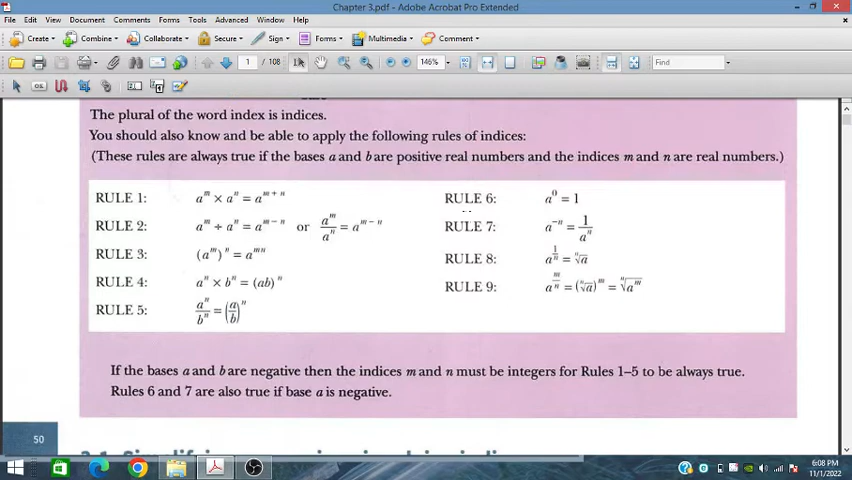 Chapter 3.pdf - Adobe Acrobat Pro Extended
File Edit View Document Comments Forms Tools Advanced Window Help
Create Combine Collaborate Secure Sign Forms Multimedia Comment
1 / 108 146% Find
The plural of the word index is indices.
You should also know and be able to apply the following rules of indices:
(These rules are always true if the bases a and b are positive real numbers and the indices m and n are real numbers.)
RULE 1: a^m × a^n = a^(m + n)
RULE 2: a^m ÷ a^n = a^(m − n) or a^m/a^n = a^(m − n)
RULE 3: (a^m)^n = a^(mn)
RULE 4: a^n × b^n = (ab)^n
RULE 5: a^n/b^n = (a/b)^n
RULE 6: a^0 = 1
RULE 7: a^(−n) = 1/a^n
RULE 8: a^(1/n) = ⁿ√a
RULE 9: a^(m/n) = (ⁿ√a)^m = ⁿ√(a^m)
If the bases a and b are negative then the indices m and n must be integers for Rules 1–5 to be always true.
Rules 6 and 7 are also true if base a is negative.
50
6:08 PM
11/1/2022